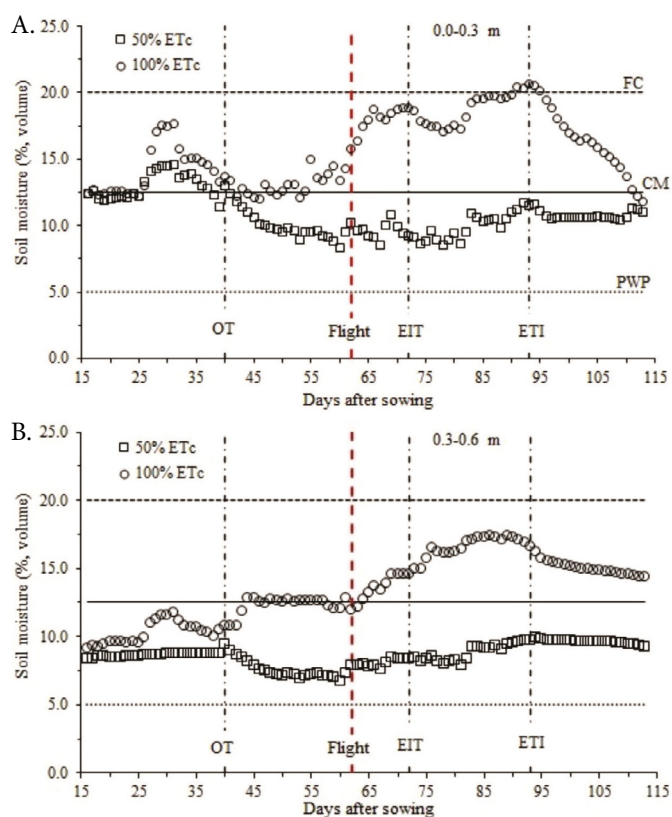 A.
25.0
50% ETc
0.0-0.3 m
100% ETc
FC
20.0
Soil moisture (%, volume)
15.0
CM
10.0
PWP
5.0
OT
Flight
EIT
ETI
0.0
15 25 35 45 55 65 75 85 95 105 115
Days after sowing
B.
25.0
50% ETc
0.3-0.6 m
100% ETc
20.0
Soil moisture (%, volume)
15.0
10.0
5.0
OT
Flight
EIT
ETI
0.0
15 25 35 45 55 65 75 85 95 105 115
Days after sowing